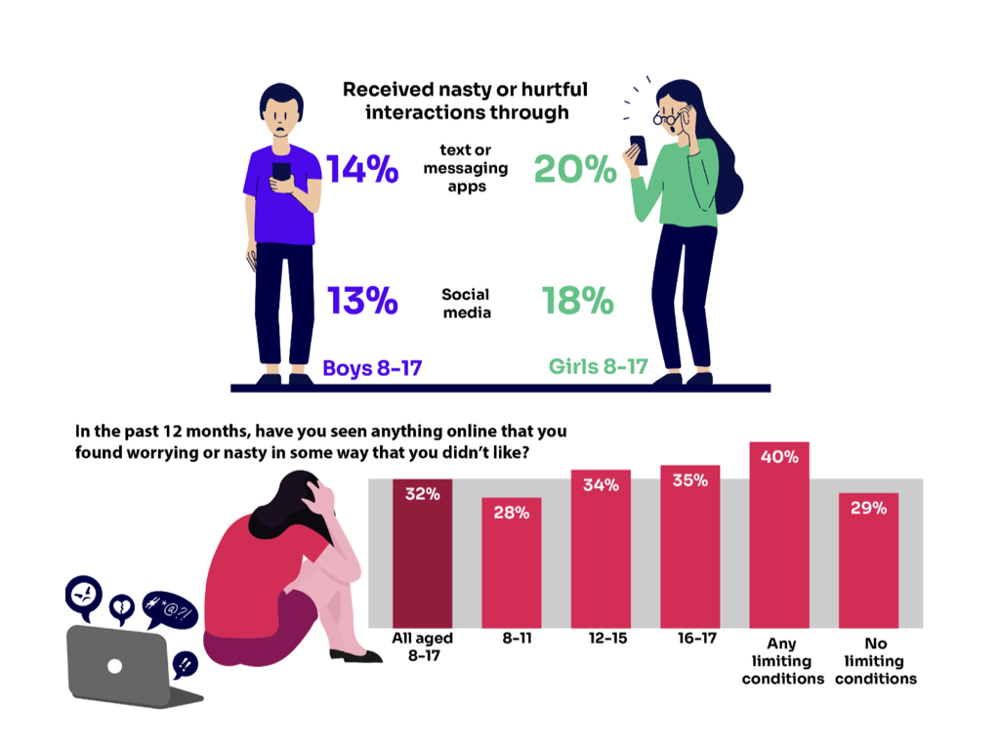 Received nasty or hurtful
interactions through
14%
text or
messaging
apps
20%
13%
Social
media
18%
Boys 8-17
Girls 8-17
In the past 12 months, have you seen anything online that you
found worrying or nasty in some way that you didn't like?
32%
28%
34%
35%
40%
29%
All aged
8-17
8-11
12-15
16-17
Any
limiting
conditions
No
limiting
conditions
#*@?!
!!